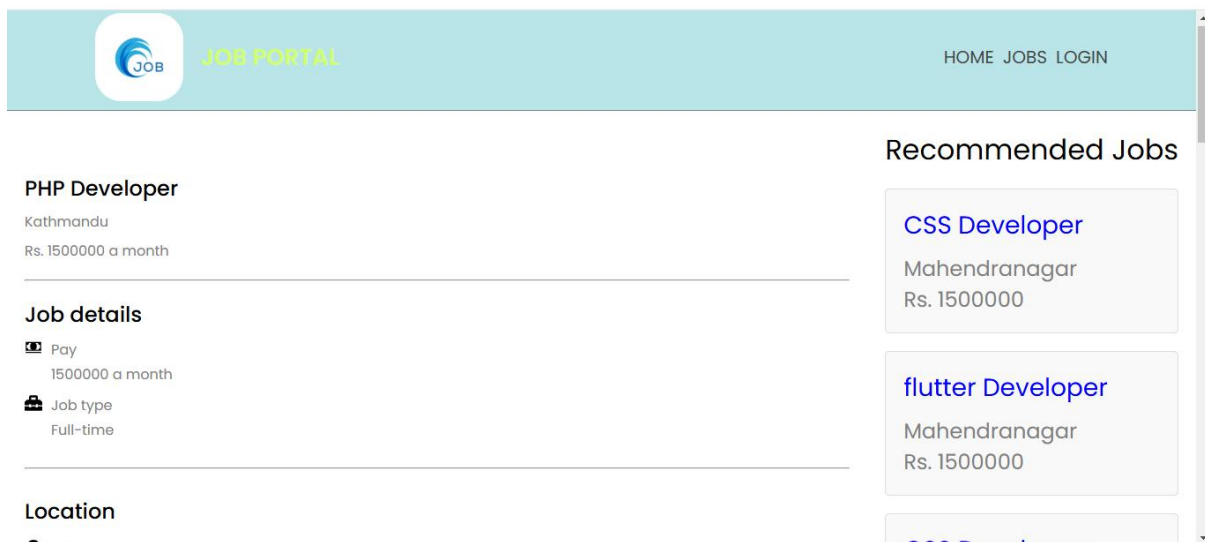 JOB
JOB PORTAL
HOME JOBS LOGIN
PHP Developer
Kathmandu
Rs. 1500000 a month
Job details
Pay
1500000 a month
Job type
Full-time
Location
Recommended Jobs
CSS Developer
Mahendranagar
Rs. 1500000
flutter Developer
Mahendranagar
Rs. 1500000